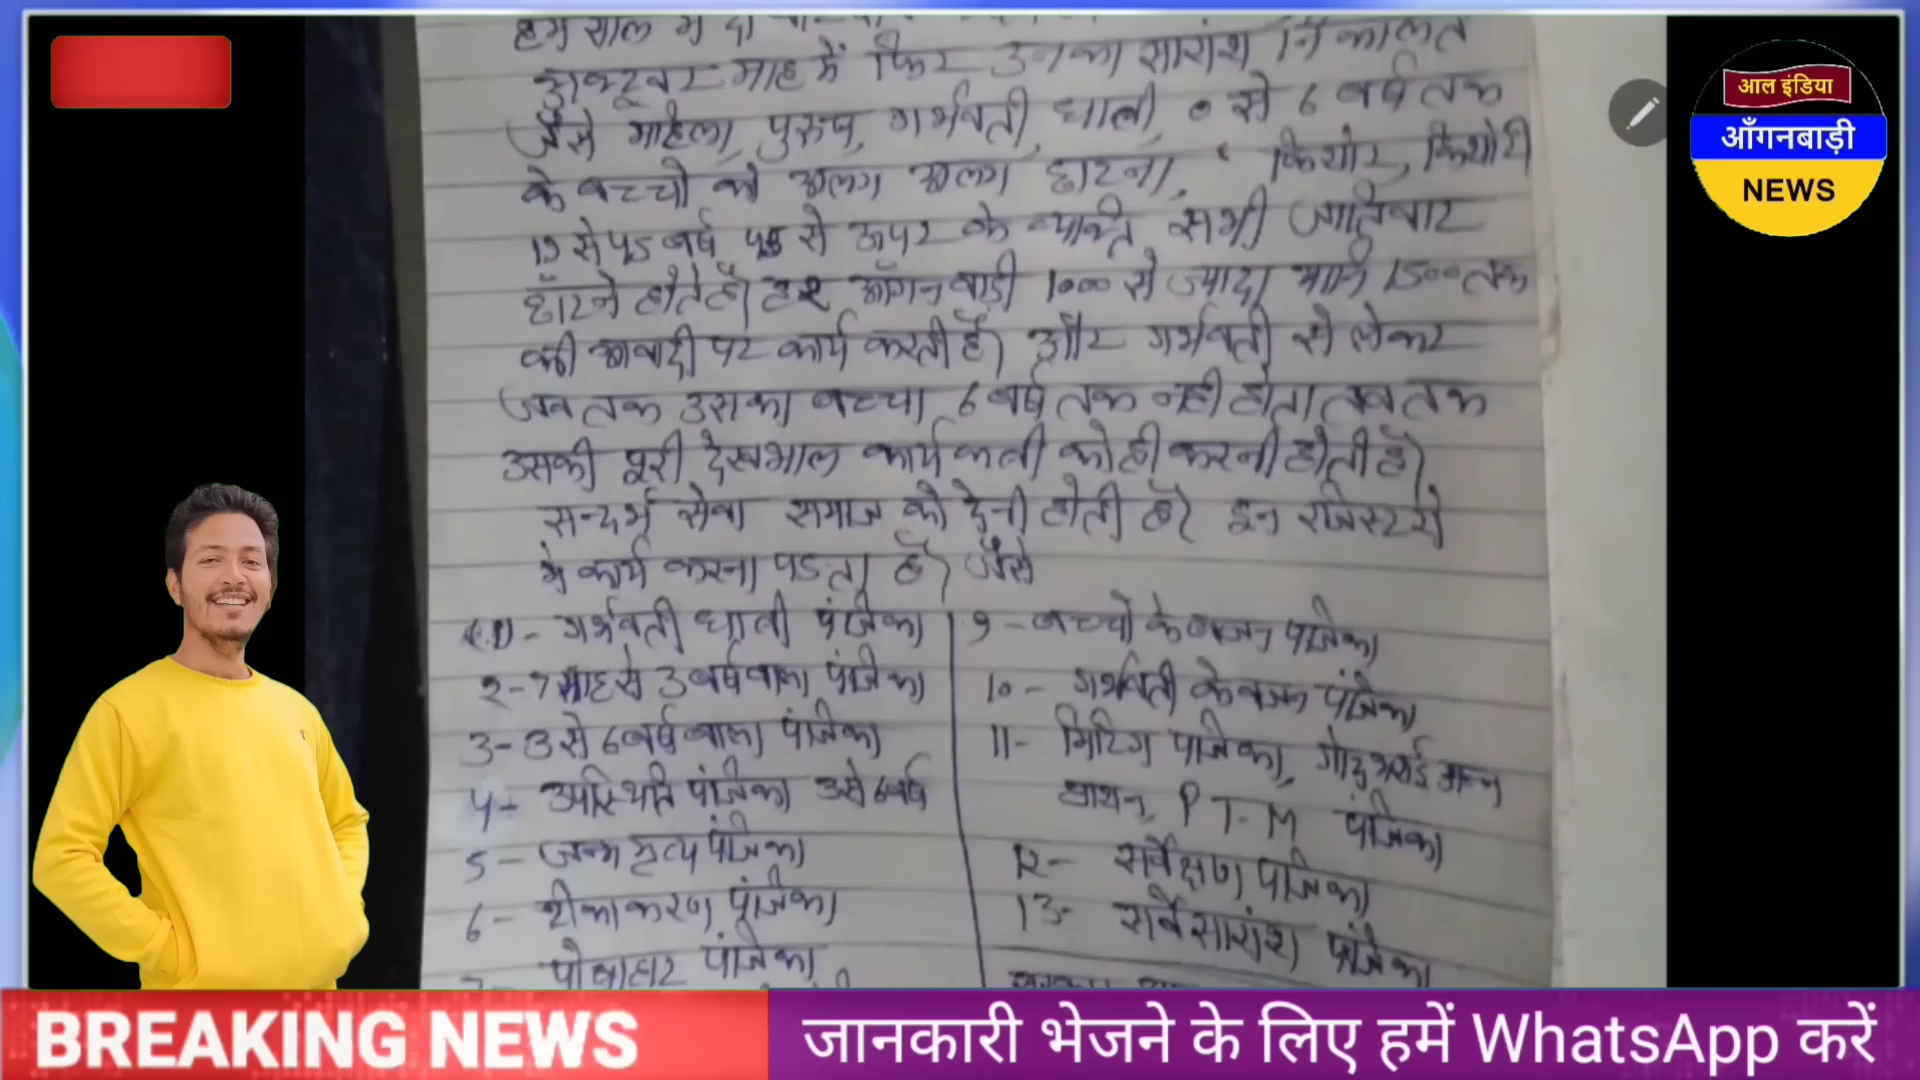 हम साल में दो
अक्टूबर माह में फिर उनका सारांश निकालते
जैसे महिला, पुरुष, गर्भवती, धात्री, 0 से 6 वर्ष तक
के बच्चों को अलग अलग छाटना, किशोर, किशोरी
से 45 वर्ष 45 से ऊपर के व्यक्ति सभी जातिवार
छाँटने होते हैं हर आँगनबाड़ी 1000 से ज्यादा यानि 1500 तक
की आबादी पर कार्य करती है। और गर्भवती से लेकर
जब तक उसका बच्चा 6 वर्ष तक नही होता तब तक
उसकी पूरी देखभाल कार्यकत्री को ही करनी होती है।
सन्दर्भ सेवा समाज को देनी होती है। इन रजिस्टरो
मे कार्य करना पड़ता है। जैसे
(1) - गर्भवती धात्री पंजिका
2 - 7 माह से 3 वर्ष वाला पंजिका
3 - 3 से 6 वर्ष वाला पंजिका
4 - उपस्थिति पंजिका 3 से 6 वर्ष
5 - जन्म मृत्यु पंजिका
6 - टीकाकरण पंजिका
पोषाहार पंजिका
9 - बच्चों के वजन पंजिका
10 - गर्भवती के वजन पंजिका
11 - मिटिंग पंजिका, गोदभराई अन्न
प्राशन, P T-M पंजिका
12 - सर्वेक्षण पंजिका
13 - सर्वे सारांश पंजिका
आल इंडिया
आँगनबाड़ी
NEWS
BREAKING NEWS
जानकारी भेजने के लिए हमें WhatsApp करें